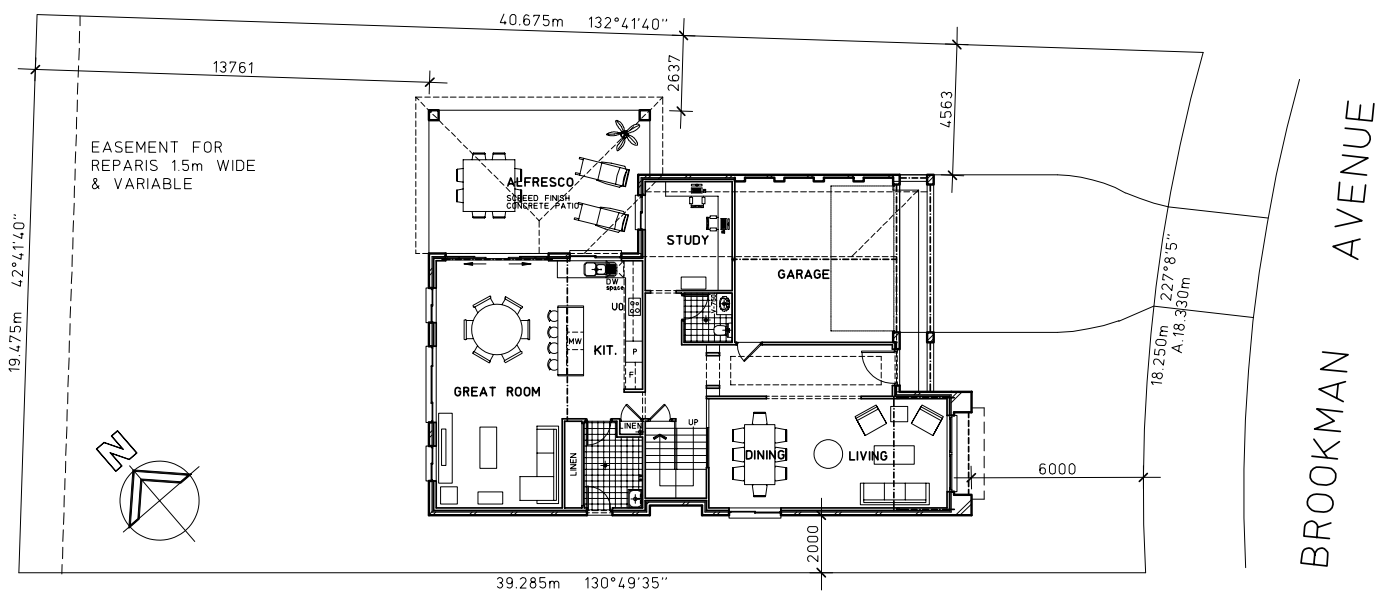 40.675m 132°41'40''
13761
2637
4563
EASEMENT FOR
REPARIS 1.5m WIDE
& VARIABLE
ALFRESCO
SCREED FINISH
CONCRETE PATIO
STUDY
GARAGE
DW
space
UO
MW
KIT.
P
F
GREAT ROOM
LINEN
LINEN
UP
DINING
LIVING
6000
2000
19.475m 42°41'40''
18.250m 227°8'5''
A.18.330m
N
39.285m 130°49'35''
BROOKMAN AVENUE